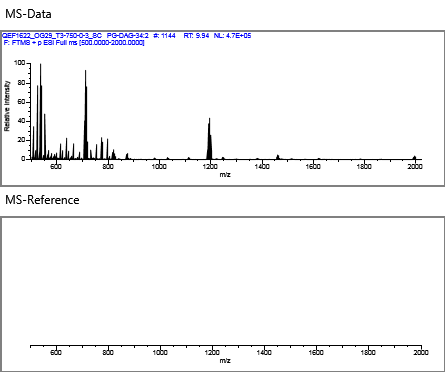 MS-Data
QEF1622_OG29_T3-750-0-3_BC PG-DAG-34:2 #: 1144 RT: 9.94 NL: 4.7E+05
F: FTMS + p ESI Full ms [500.0000-2000.0000]
Relative Intensity
100
80
60
40
20
0
600 800 1000 1200 1400 1600 1800 2000
m/z
MS-Reference
600 800 1000 1200 1400 1600 1800 2000
m/z